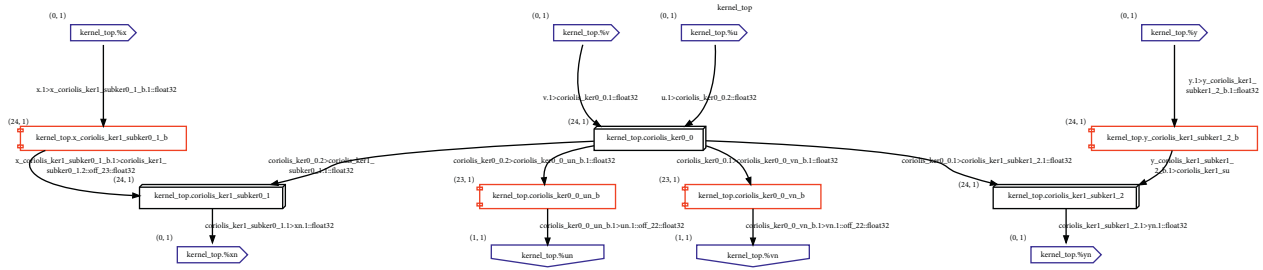 kernel_top
(0, 1)
(0, 1)
(0, 1)
(0, 1)
kernel_top.%x
kernel_top.%v
kernel_top.%u
kernel_top.%y
x.1>x_coriolis_ker1_subker0_1_b.1::float32
v.1>coriolis_ker0_0.1::float32
u.1>coriolis_ker0_0.2::float32
y.1>y_coriolis_ker1_
subker1_2_b.1::float32
(24, 1)
(24, 1)
(24, 1)
kernel_top.x_coriolis_ker1_subker0_1_b
kernel_top.coriolis_ker0_0
kernel_top.y_coriolis_ker1_subker1_2_b
x_coriolis_ker1_subker0_1_b.1>coriolis_ker1_
subker0_1.2::off_23::float32
coriolis_ker0_0.2>coriolis_ker1_
subker0_1.1::float32
coriolis_ker0_0.2>coriolis_ker0_0_un_b.1::float32
coriolis_ker0_0.1>coriolis_ker0_0_vn_b.1::float32
coriolis_ker0_0.1>coriolis_ker1_subker1_2.1::float32
y_coriolis_ker1_subker1_
2_b.1>coriolis_ker1_su
(24, 1)
(23, 1)
(23, 1)
(24, 1)
kernel_top.coriolis_ker1_subker0_1
kernel_top.coriolis_ker0_0_un_b
kernel_top.coriolis_ker0_0_vn_b
kernel_top.coriolis_ker1_subker1_2
coriolis_ker1_subker0_1.1>xn.1::float32
coriolis_ker0_0_un_b.1>un.1::off_22::float32
coriolis_ker0_0_vn_b.1>vn.1::off_22::float32
coriolis_ker1_subker1_2.1>yn.1::float32
(0, 1)
(1, 1)
(1, 1)
(0, 1)
kernel_top.%xn
kernel_top.%un
kernel_top.%vn
kernel_top.%yn